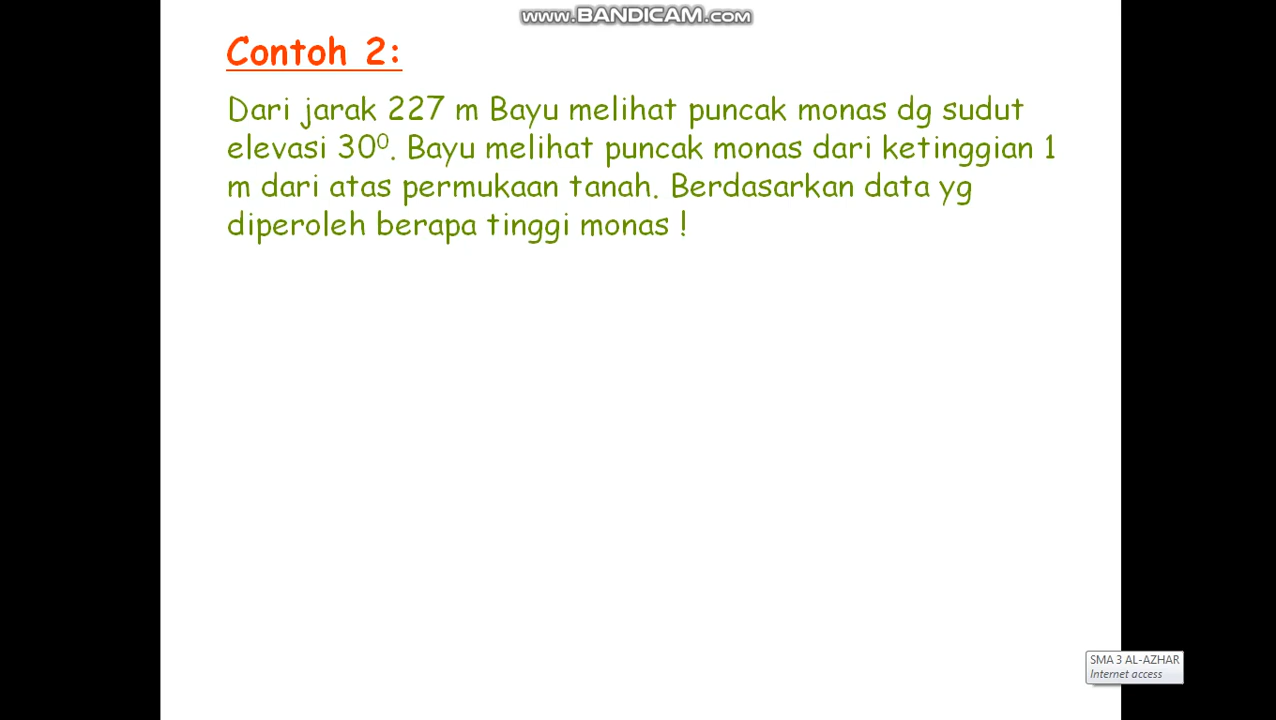 www.BANDICAM.com
Contoh 2:
Dari jarak 227 m Bayu melihat puncak monas dg sudut
elevasi 30⁰. Bayu melihat puncak monas dari ketinggian 1
m dari atas permukaan tanah. Berdasarkan data yg
diperoleh berapa tinggi monas !
SMA 3 AL-AZHAR
Internet access